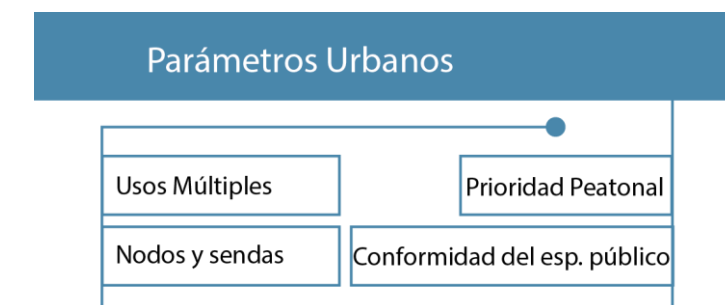 Parámetros Urbanos
Usos Múltiples
Prioridad Peatonal
Nodos y sendas
Conformidad del esp. público